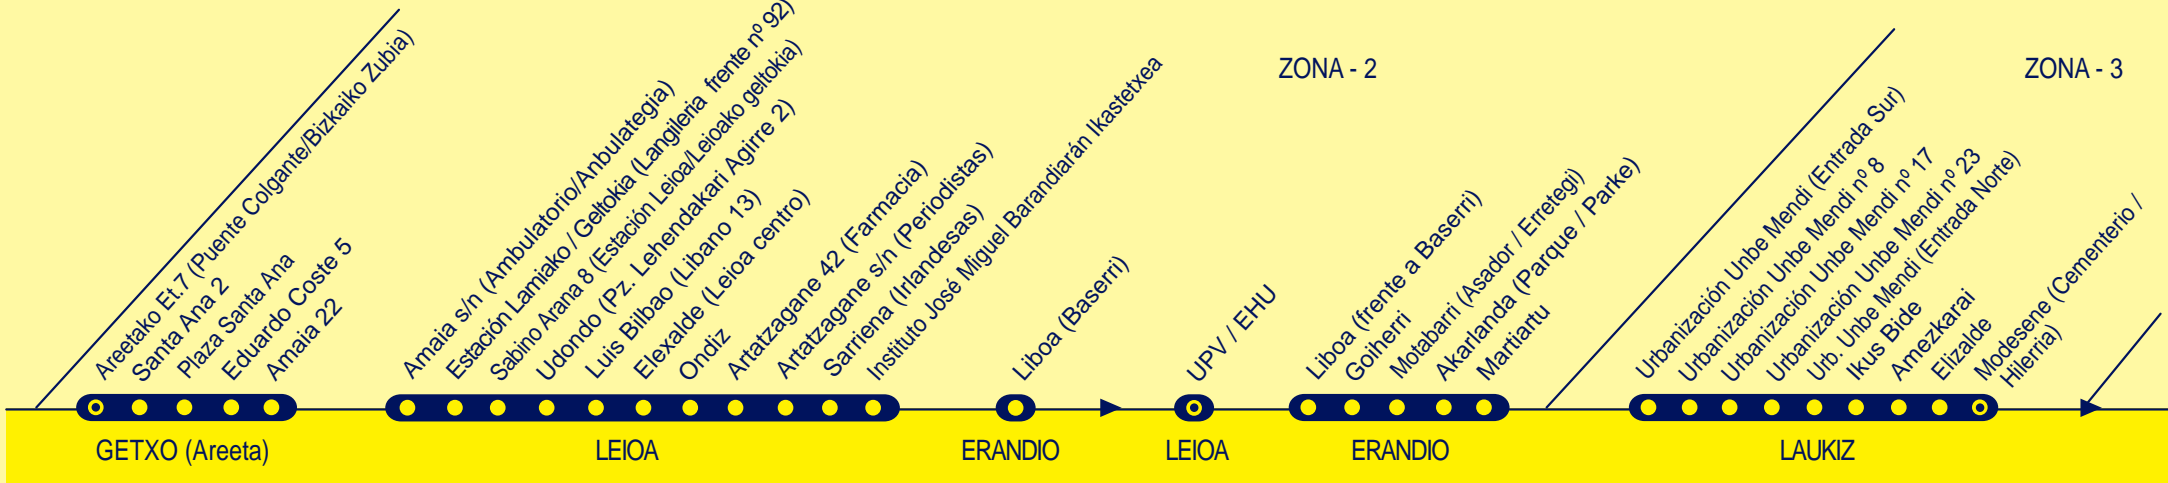 ZONA - 2
ZONA - 3
Areetako Et.7 (Puente Colgante/Bizkaiko Zubia)
Santa Ana 2
Plaza Santa Ana
Eduardo Coste 5
Amaia 22
Amaia s/n (Ambulatorio/Anbulategia)
Estación Lamiako / Geltokia (Langileria frente nº 92)
Sabino Arana 8 (Estación Leioa/Leioako geltokia)
Udondo (Pz. Lehendakari Agirre 2)
Luis Bilbao (Libano 13)
Elexalde (Leioa centro)
Ondiz
Artatzagane 42 (Farmacia)
Artatzagane s/n (Periodistas)
Sarriena (Irlandesas)
Instituto José Miguel Barandiarán Ikastetxea
Liboa (Baserri)
UPV / EHU
Liboa (frente a Baserri)
Goiherri
Motabarri (Asador / Erretegi)
Akarlanda (Parque / Parke)
Martiartu
Urbanización Unbe Mendi (Entrada Sur)
Urbanización Unbe Mendi nº 8
Urbanización Unbe Mendi nº 17
Urbanización Unbe Mendi nº 23
Urb. Unbe Mendi (Entrada Norte)
Ikus Bide
Amezkarai
Elizalde
Modesene (Cementerio /
Hilerria)
GETXO (Areeta)
LEIOA
ERANDIO
LEIOA
ERANDIO
LAUKIZ